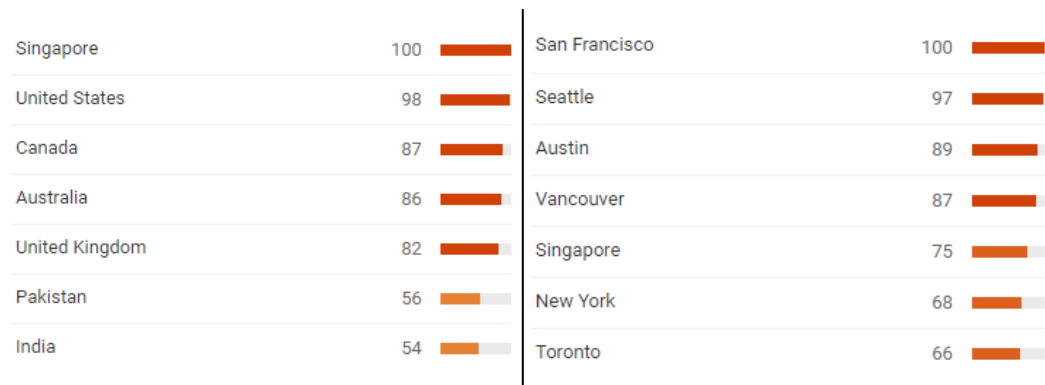 Singapore 100
United States 98
Canada 87
Australia 86
United Kingdom 82
Pakistan 56
India 54
San Francisco 100
Seattle 97
Austin 89
Vancouver 87
Singapore 75
New York 68
Toronto 66